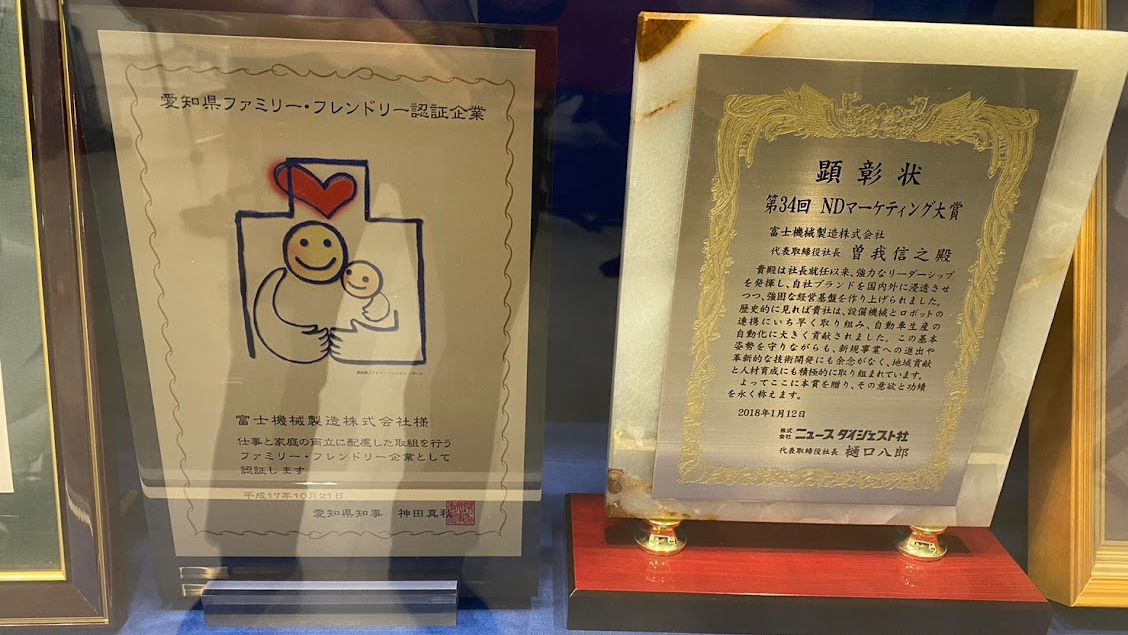 愛知県ファミリー・フレンドリー認証企業
富士機械製造株式会社様
仕事と家庭の両立に配慮した取組を行う
ファミリー・フレンドリー企業として
認証します
平成17年10月21日
愛知県知事 神田真秋
顕彰状
第34回 NDマーケティング大賞
富士機械製造株式会社
代表取締役社長 曽我信之殿
貴殿は社長就任以来、強力なリーダーシップ
を発揮し、自社ブランドを国内外に浸透させ
つつ、強固な経営基盤を作り上げられました。
歴史的に見れば貴社は、設備機械とロボットの
連携にいち早く取り組み、自動車生産の
自動化に大きく貢献されました。この基本
姿勢を守りながらも、新規事業への進出や
革新的な技術開発にも余念がなく、地域貢献
と人材育成にも積極的に取り組まれています。
よってここに本賞を贈り、その意欲と功績
を永く称えます。
2018年1月12日
株式会社 ニュースダイジェスト社
代表取締役社長 樋口八郎